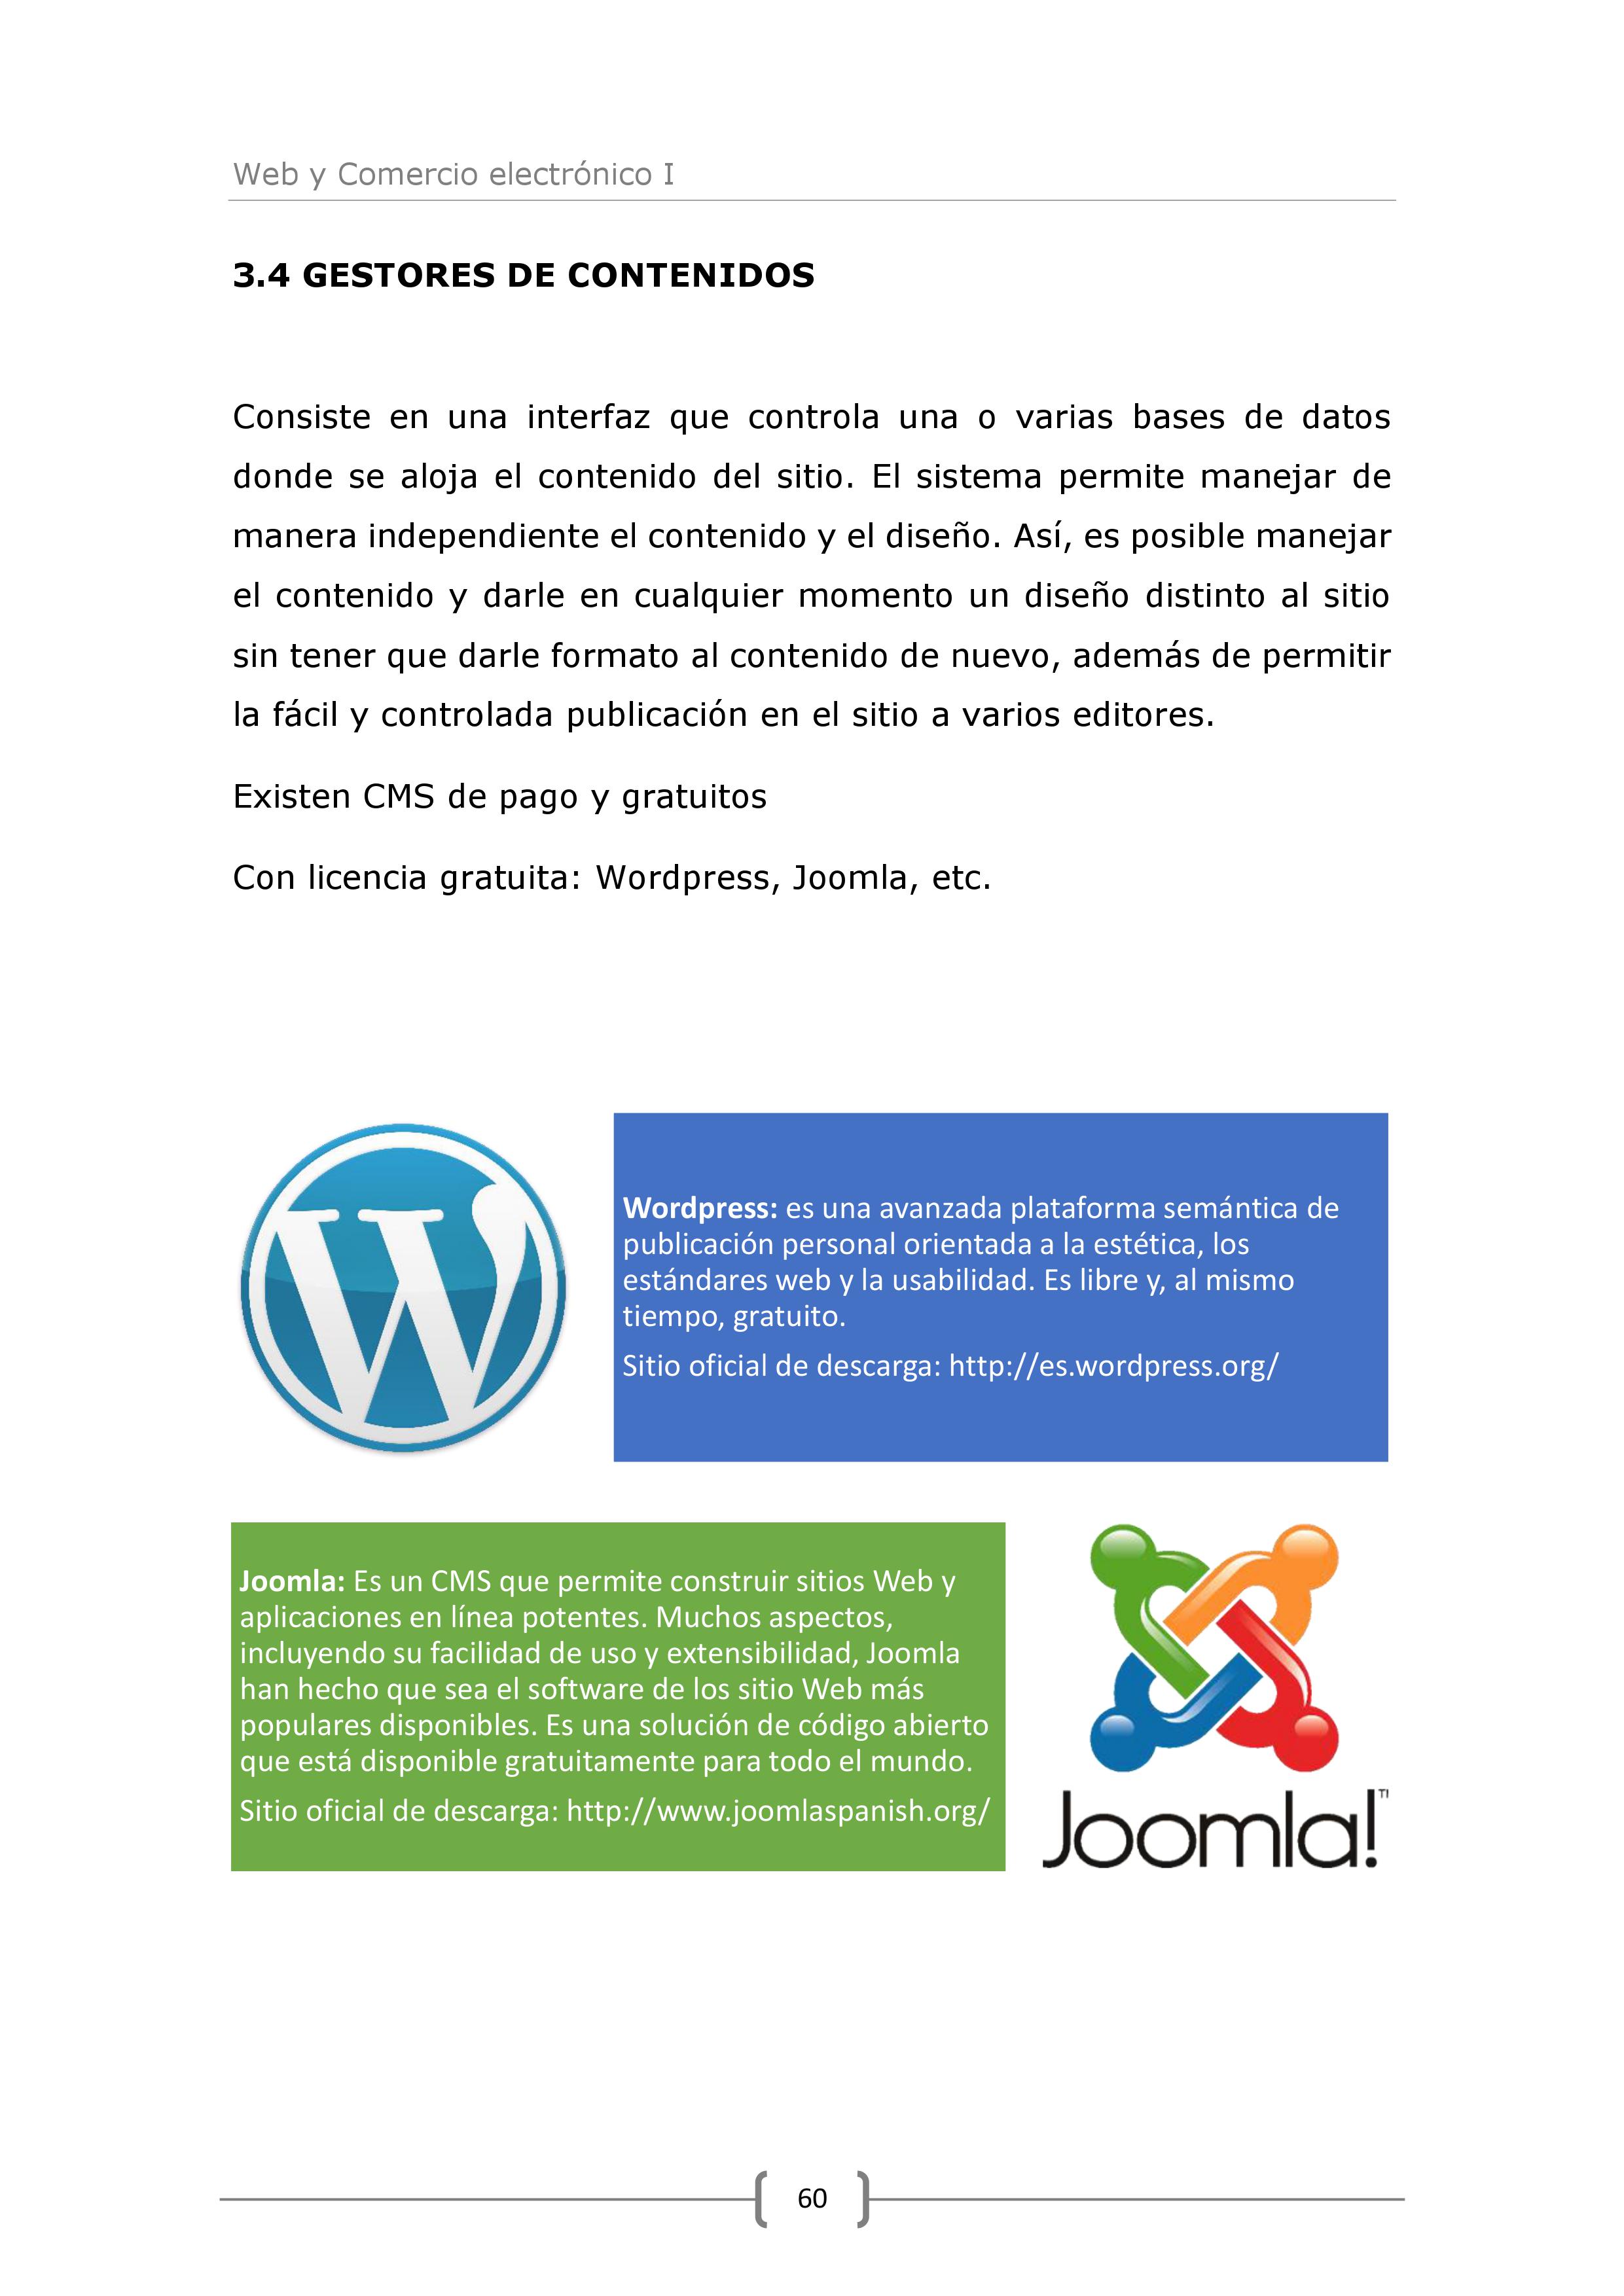 Web y Comercio electrónico I
3.4 GESTORES DE CONTENIDOS
Consiste en una interfaz que controla una o varias bases de datos
donde se aloja el contenido del sitio. El sistema permite manejar de
manera independiente el contenido y el diseño. Así, es posible manejar
el contenido y darle en cualquier momento un diseño distinto al sitio
sin tener que darle formato al contenido de nuevo, además de permitir
la fácil y controlada publicación en el sitio a varios editores.
Existen CMS de pago y gratuitos
Con licencia gratuita: Wordpress, Joomla, etc.
W
Wordpress: es una avanzada plataforma semántica de
publicación personal orientada a la estética, los
estándares web y la usabilidad. Es libre y, al mismo
tiempo, gratuito.
Sitio oficial de descarga: http://es.wordpress.org/
Joomla: Es un CMS que permite construir sitios Web y
aplicaciones en línea potentes. Muchos aspectos,
incluyendo su facilidad de uso y extensibilidad, Joomla
han hecho que sea el software de los sitio Web más
populares disponibles. Es una solución de código abierto
que está disponible gratuitamente para todo el mundo.
Sitio oficial de descarga: http://www.joomlaspanish.org/
Joomla!™
60